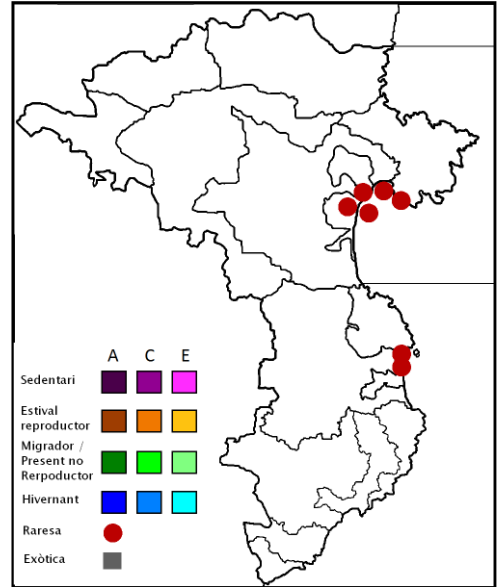 A C E
Sedentari
Estival
reproductor
Migrador /
Present no
Rerpoductor
Hivernant
Raresa
Exòtica